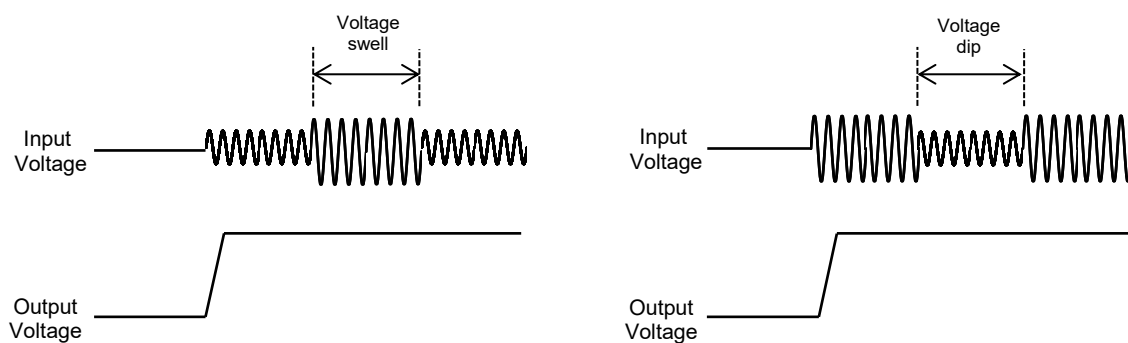 Voltage
swell
Input
Voltage
Output
Voltage
Voltage
dip
Input
Voltage
Output
Voltage